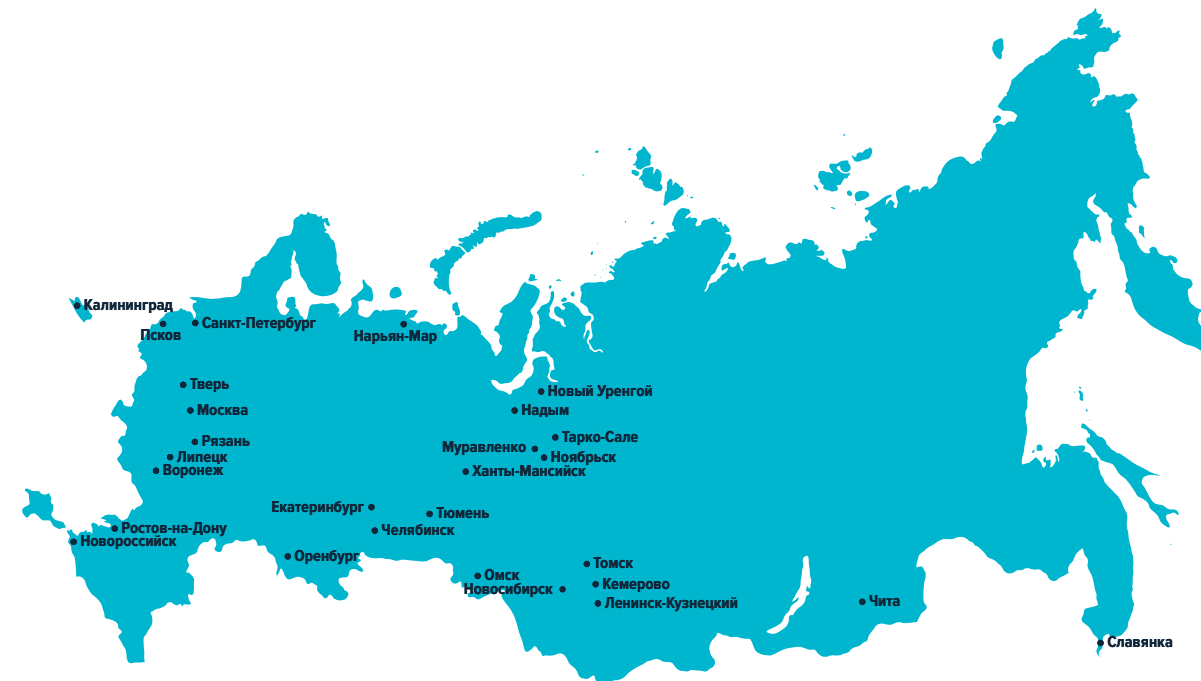 Калининград
Санкт-Петербург
Псков
Нарьян-Мар
Тверь
Новый Уренгой
Москва
Надым
Рязань
Тарко-Сале
Муравленко
Липецк
Ноябрьск
Воронеж
Ханты-Мансийск
Екатеринбург
Тюмень
Ростов-на-Дону
Челябинск
Новороссийск
Оренбург
Томск
Омск
Кемерово
Новосибирск
Ленинск-Кузнецкий
Чита
Славянка